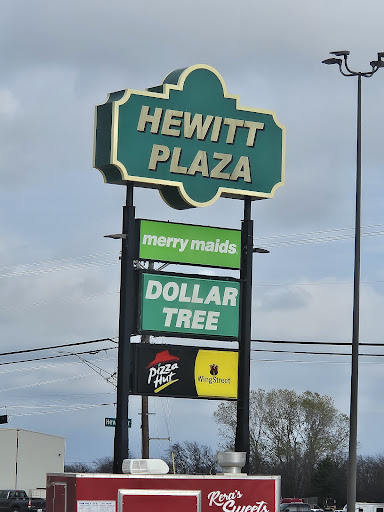 HEWITT
PLAZA
merry maids.
DOLLAR
TREE
Pizza
Hut
WingStreet
Rera's
Sweets